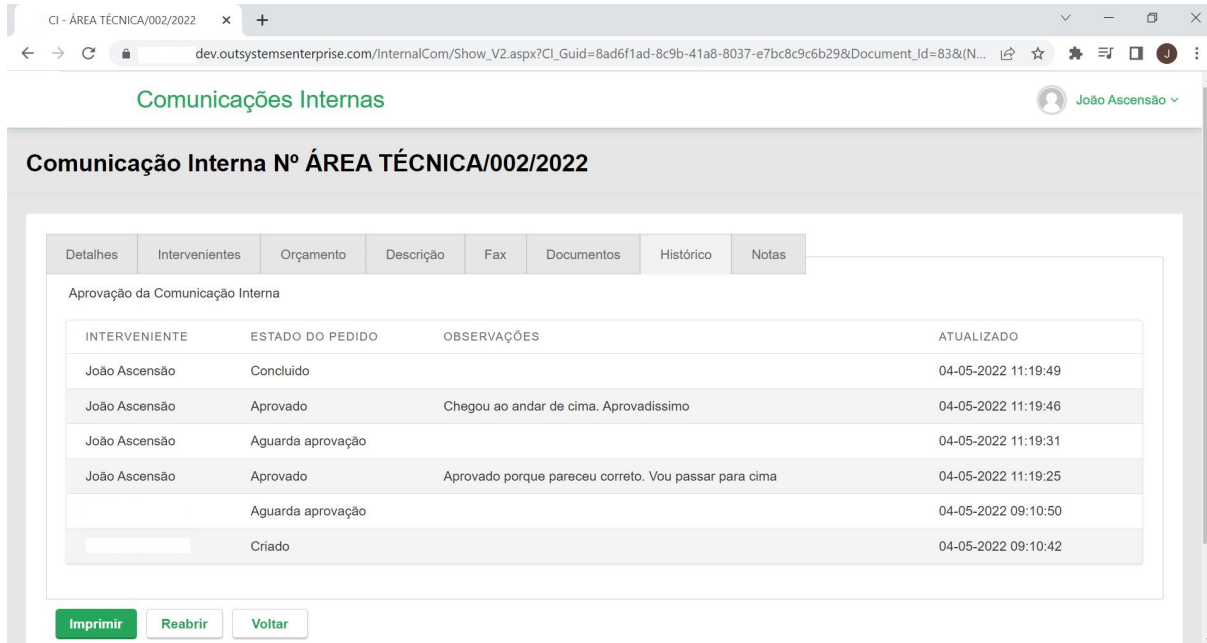 CI - ÁREA TÉCNICA/002/2022
dev.outsystemsenterprise.com/InternalCom/Show_V2.aspx?CI_Guid=8ad6f1ad-8c9b-41a8-8037-e7bc8c9c6b29&Document_Id=83&(N...
J
Comunicações Internas
João Ascensão
Comunicação Interna Nº ÁREA TÉCNICA/002/2022
Detalhes Intervenientes Orçamento Descrição Fax Documentos Histórico Notas
Aprovação da Comunicação Interna
INTERVENIENTE ESTADO DO PEDIDO OBSERVAÇÕES ATUALIZADO
João Ascensão Concluido 04-05-2022 11:19:49
João Ascensão Aprovado Chegou ao andar de cima. Aprovadissimo 04-05-2022 11:19:46
João Ascensão Aguarda aprovação 04-05-2022 11:19:31
João Ascensão Aprovado Aprovado porque pareceu correto. Vou passar para cima 04-05-2022 11:19:25
Aguarda aprovação 04-05-2022 09:10:50
Criado 04-05-2022 09:10:42
Imprimir Reabrir Voltar